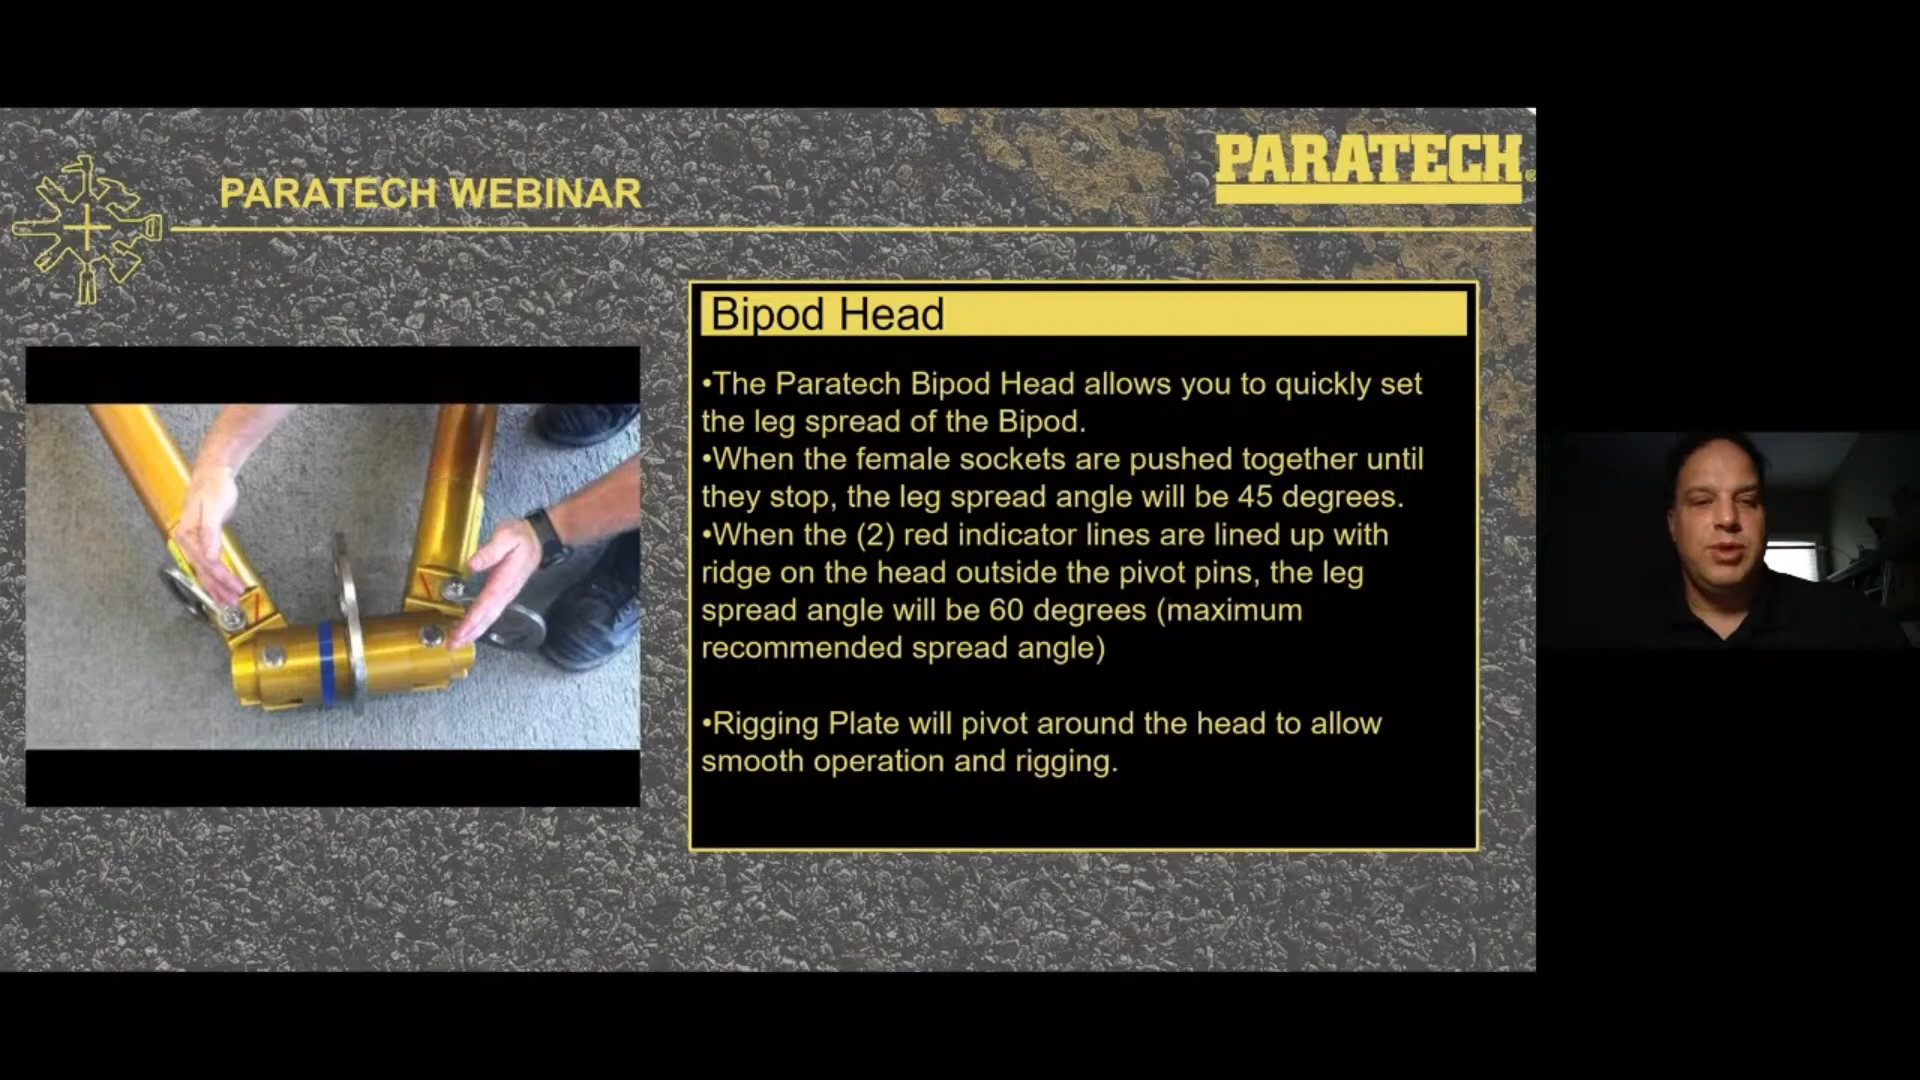 PARATECH®
PARATECH WEBINAR
Bipod Head
•The Paratech Bipod Head allows you to quickly set
the leg spread of the Bipod.
•When the female sockets are pushed together until
they stop, the leg spread angle will be 45 degrees.
•When the (2) red indicator lines are lined up with
ridge on the head outside the pivot pins, the leg
spread angle will be 60 degrees (maximum
recommended spread angle)
•Rigging Plate will pivot around the head to allow
smooth operation and rigging.